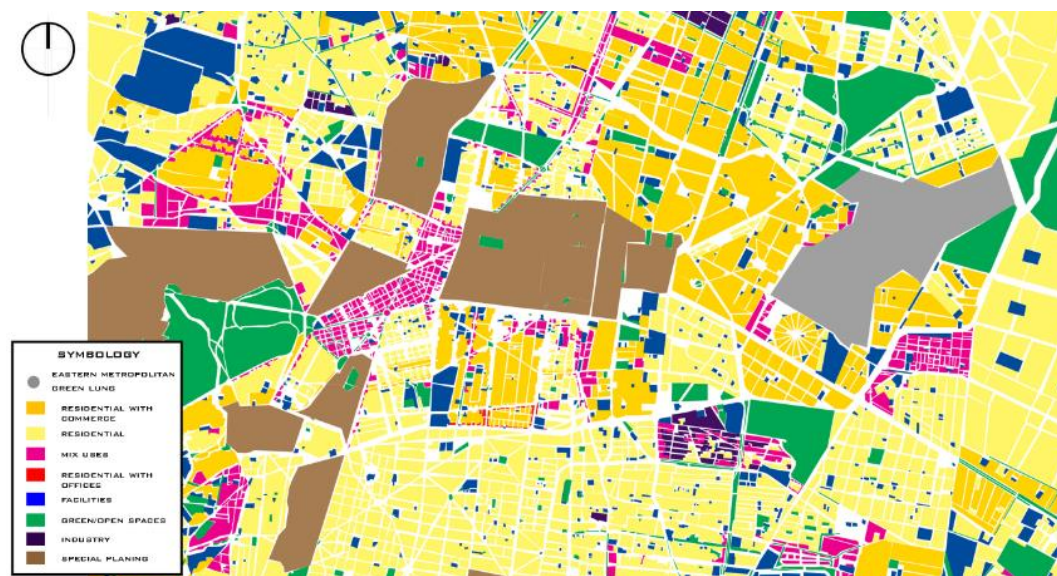 SYMBOLOGY
EASTERN METROPOLITAN
GREEN LUNG
RESIDENTIAL WITH
COMMERCE
RESIDENTIAL
MIX USES
RESIDENTIAL WITH
OFFICES
FACILITIES
GREEN/OPEN SPACES
INDUSTRY
SPECIAL PLANING